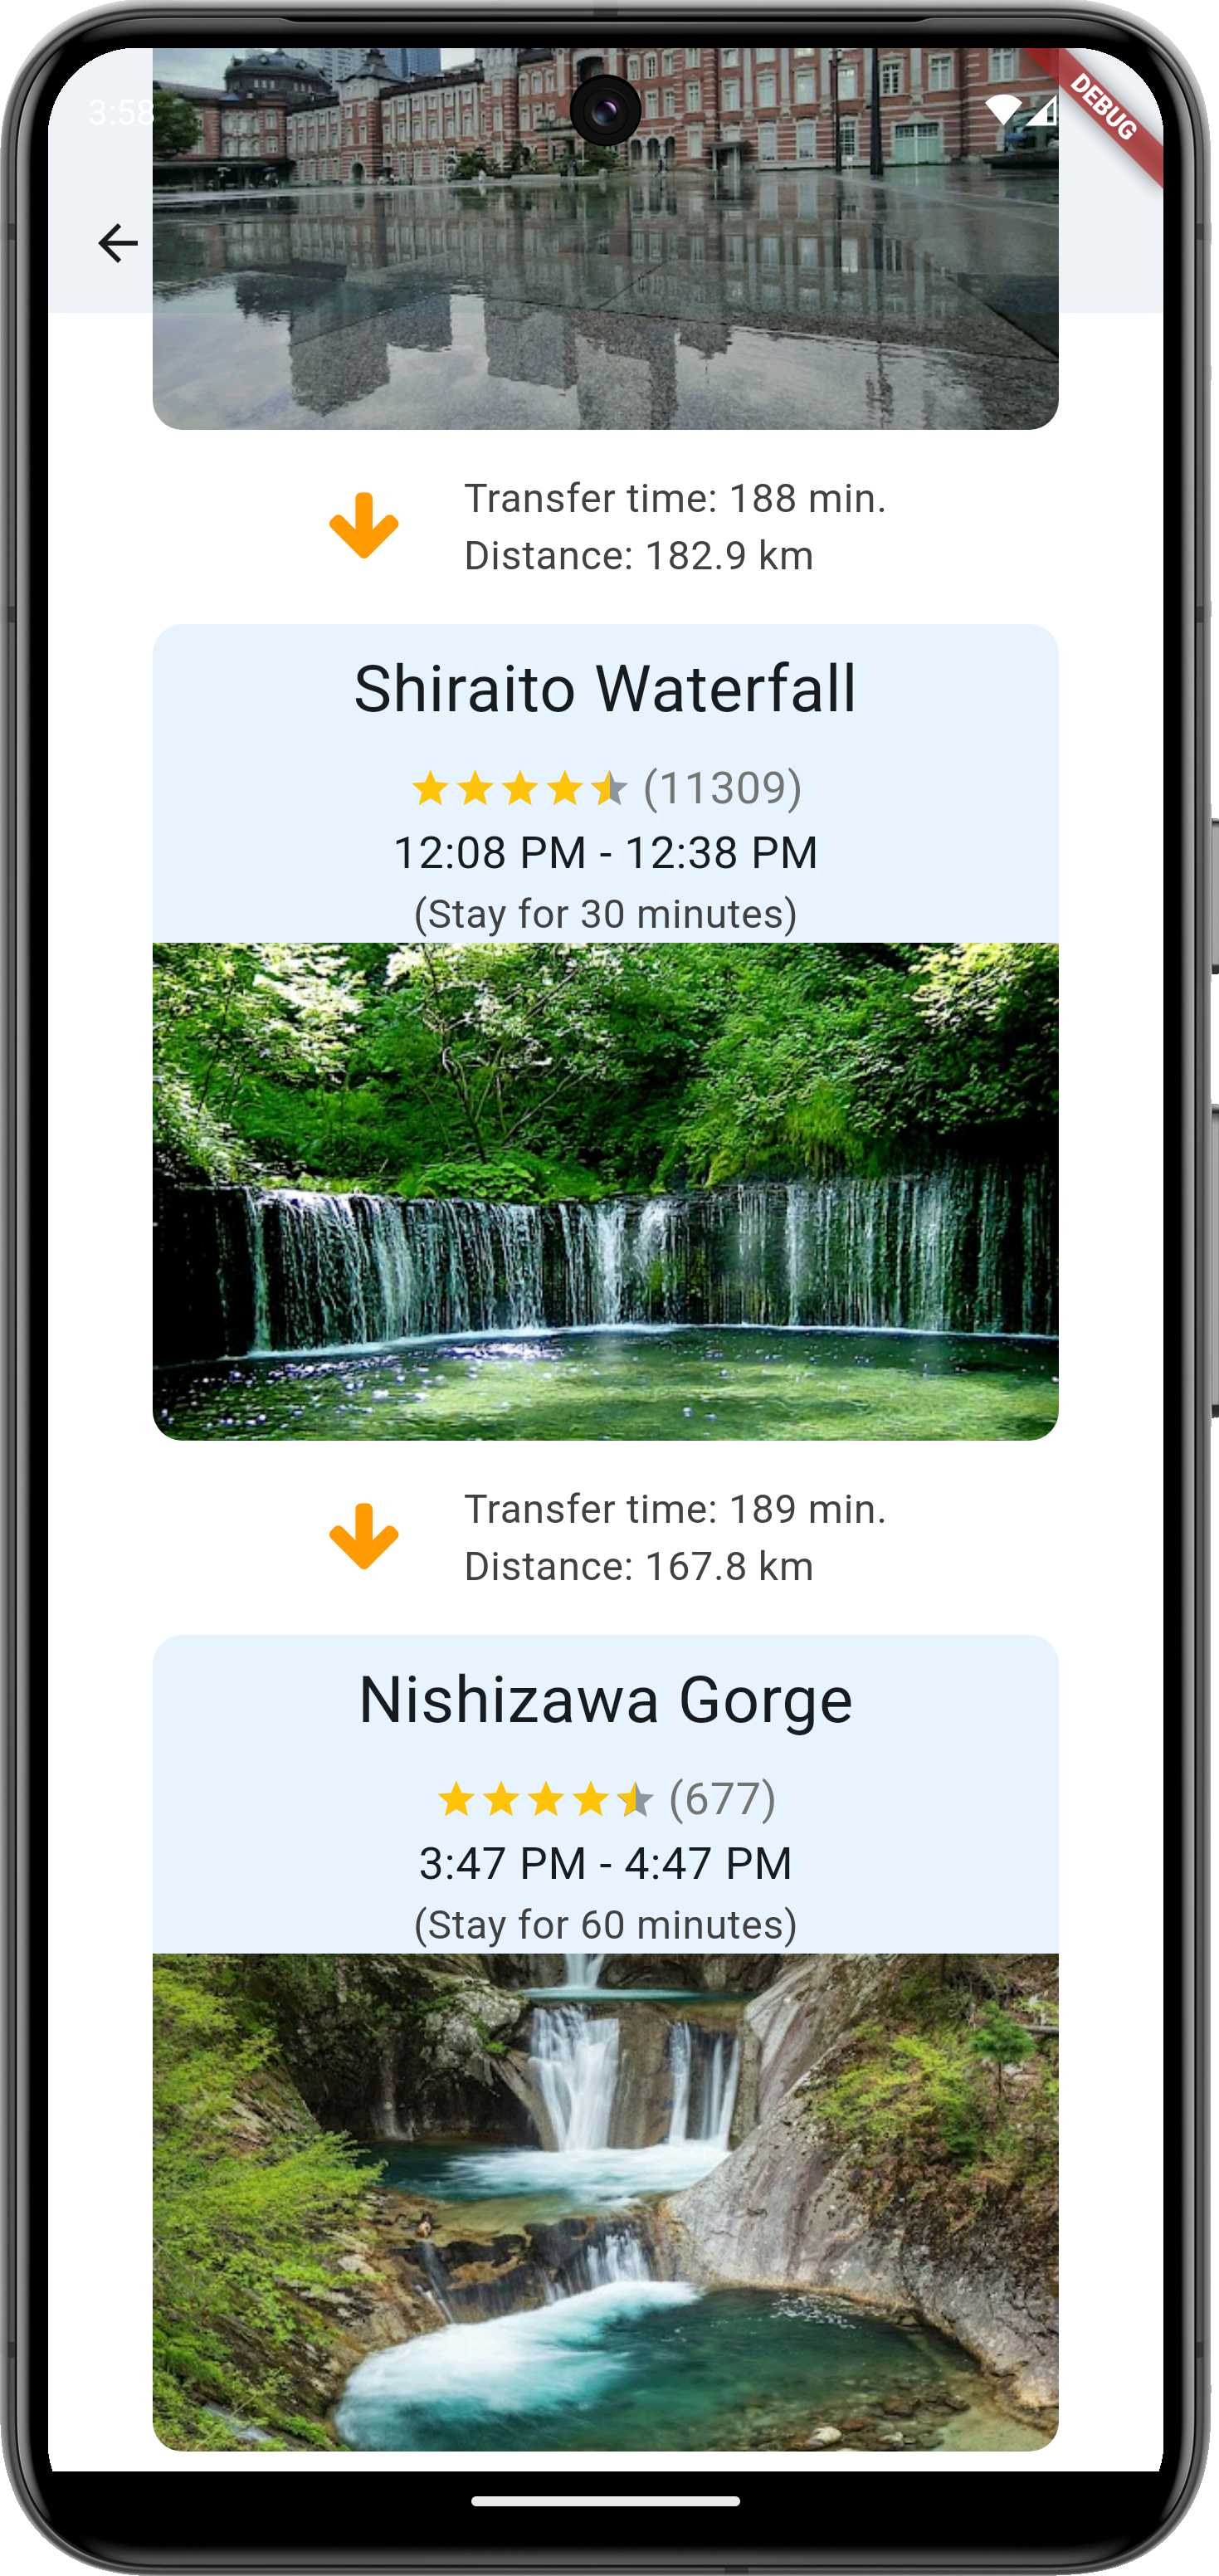 3:58
DEBUG
Transfer time: 188 min.
Distance: 182.9 km
Shiraito Waterfall
(11309)
12:08 PM - 12:38 PM
(Stay for 30 minutes)
Transfer time: 189 min.
Distance: 167.8 km
Nishizawa Gorge
(677)
3:47 PM - 4:47 PM
(Stay for 60 minutes)